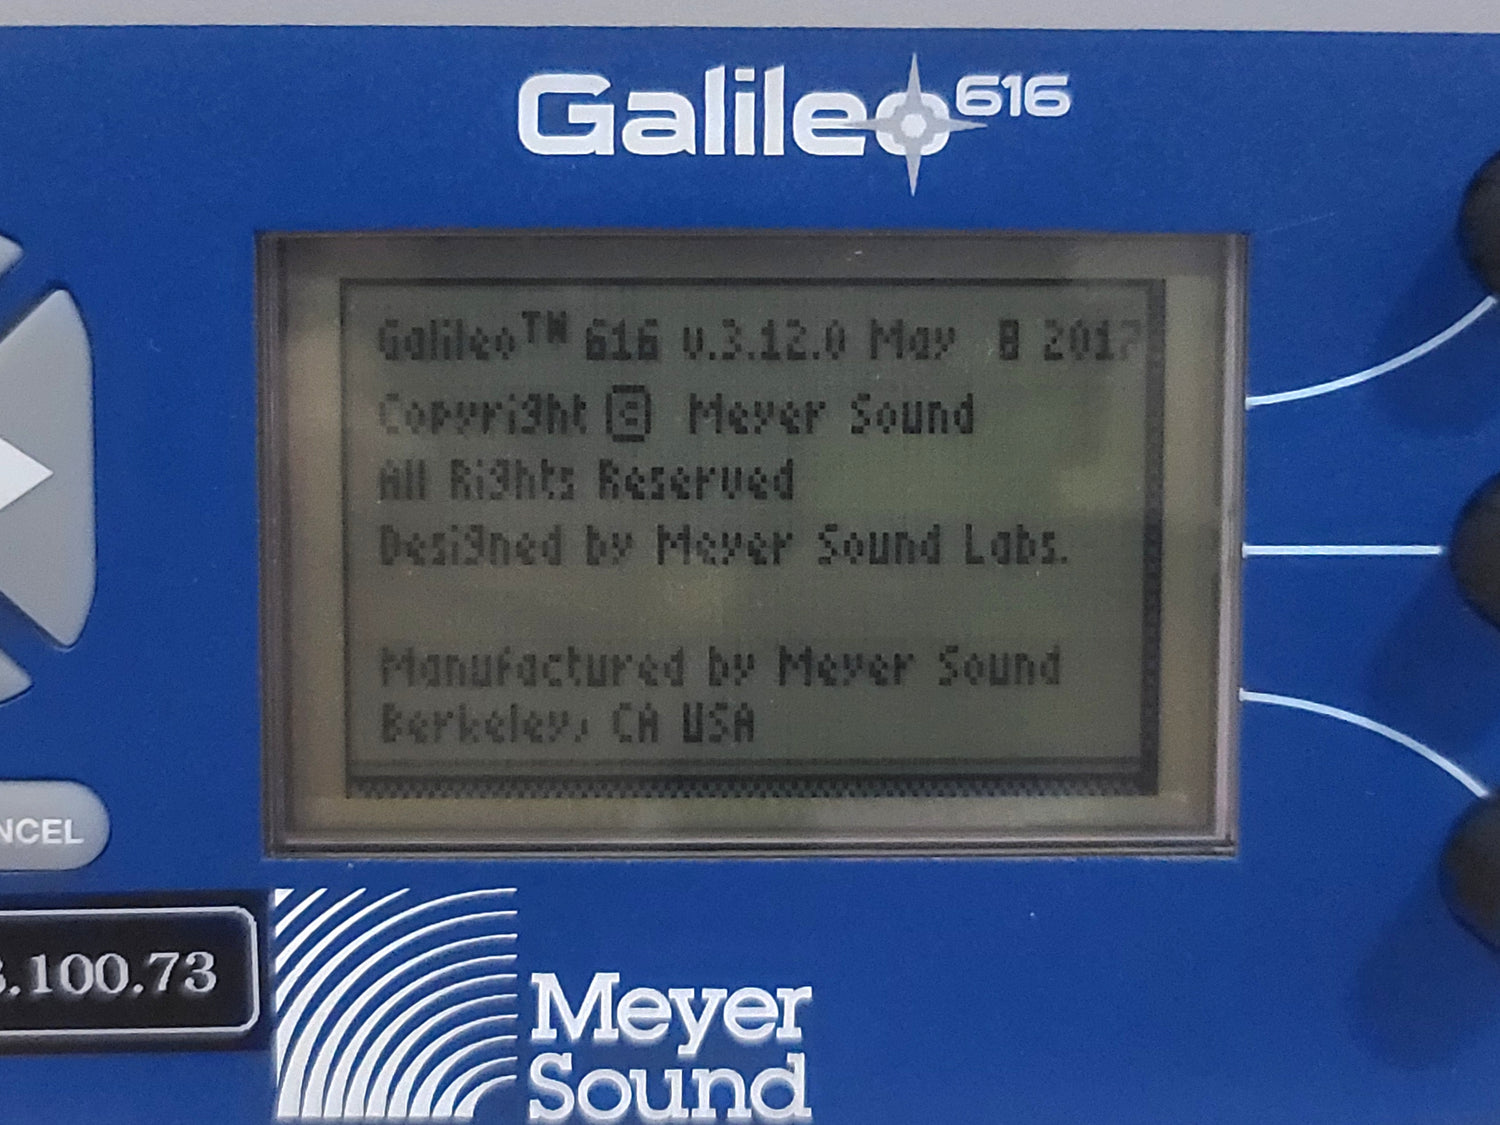 Galileo 616
Galileo™ 616 v.3.12.0 May 8 2017
Copyright © Meyer Sound
All Rights Reserved
Designed by Meyer Sound Labs.
Manufactured by Meyer Sound
Berkeley, CA USA
NCEL
.100.73
Meyer
Sound